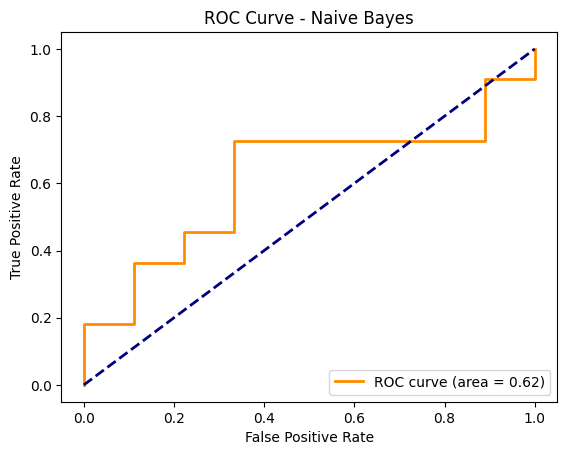 ROC Curve - Naive Bayes
True Positive Rate
1.0
0.8
0.6
0.4
0.2
0.0
ROC curve (area = 0.62)
0.0 0.2 0.4 0.6 0.8 1.0
False Positive Rate